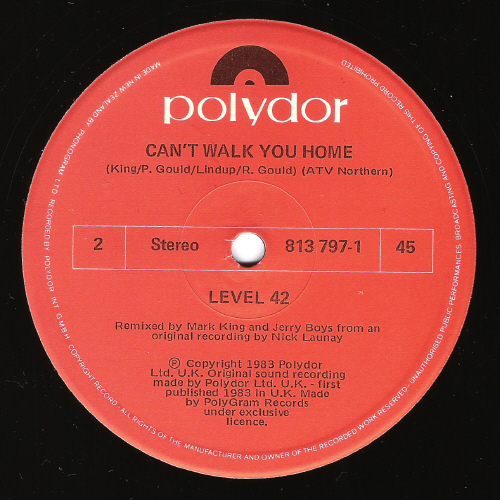 polydor
CAN'T WALK YOU HOME
(King/P. Gould/Lindup/R. Gould) (ATV Northern)
2 Stereo 813 797-1 45
LEVEL 42
Remixed by Mark King and Jerry Boys from an
original recording by Nick Launay
℗ Copyright 1983 Polydor
Ltd. U.K. Original sound recording
made by Polydor Ltd. U.K. - first
published 1983 in U.K. Made
by PolyGram Records
under exclusive
licence.
MADE IN NEW ZEALAND BY PHONOGRAM LTD. RECORDED BY POLYDOR INT. GMBH COPYRIGHT RECORD - ALL RIGHTS OF THE MANUFACTURER AND OWNER OF THE RECORDED WORK RESERVED. UNAUTHORISED PUBLIC PERFORMANCES, BROADCASTING AND COPYING OF THIS RECORD PROHIBITED